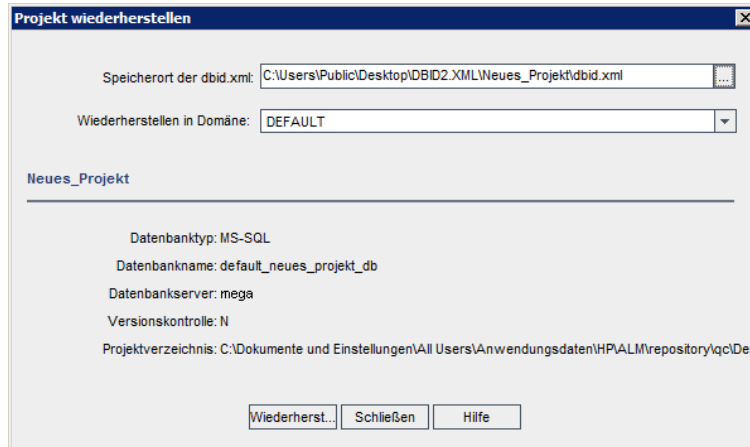 Projekt wiederherstellen
Speicherort der dbid.xml: C:\Users\Public\Desktop\DBID2.XML\Neues_Projekt\dbid.xml ...
Wiederherstellen in Domäne: DEFAULT
Neues_Projekt
Datenbanktyp: MS-SQL
Datenbankname: default_neues_projekt_db
Datenbankserver: mega
Versionskontrolle: N
Projektverzeichnis: C:\Dokumente und Einstellungen\All Users\Anwendungsdaten\HP\ALM\repository\qc\De
Wiederherst... Schließen Hilfe